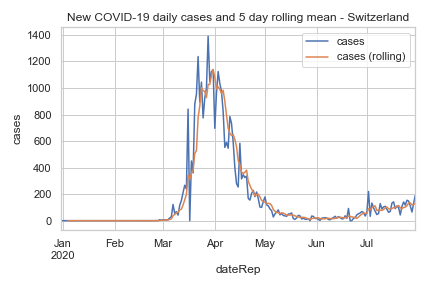 New COVID-19 daily cases and 5 day rolling mean - Switzerland
cases
cases (rolling)
1400
1200
1000
800
600
400
200
0
cases
Jan
2020
Feb
Mar
Apr
May
Jun
Jul
dateRep